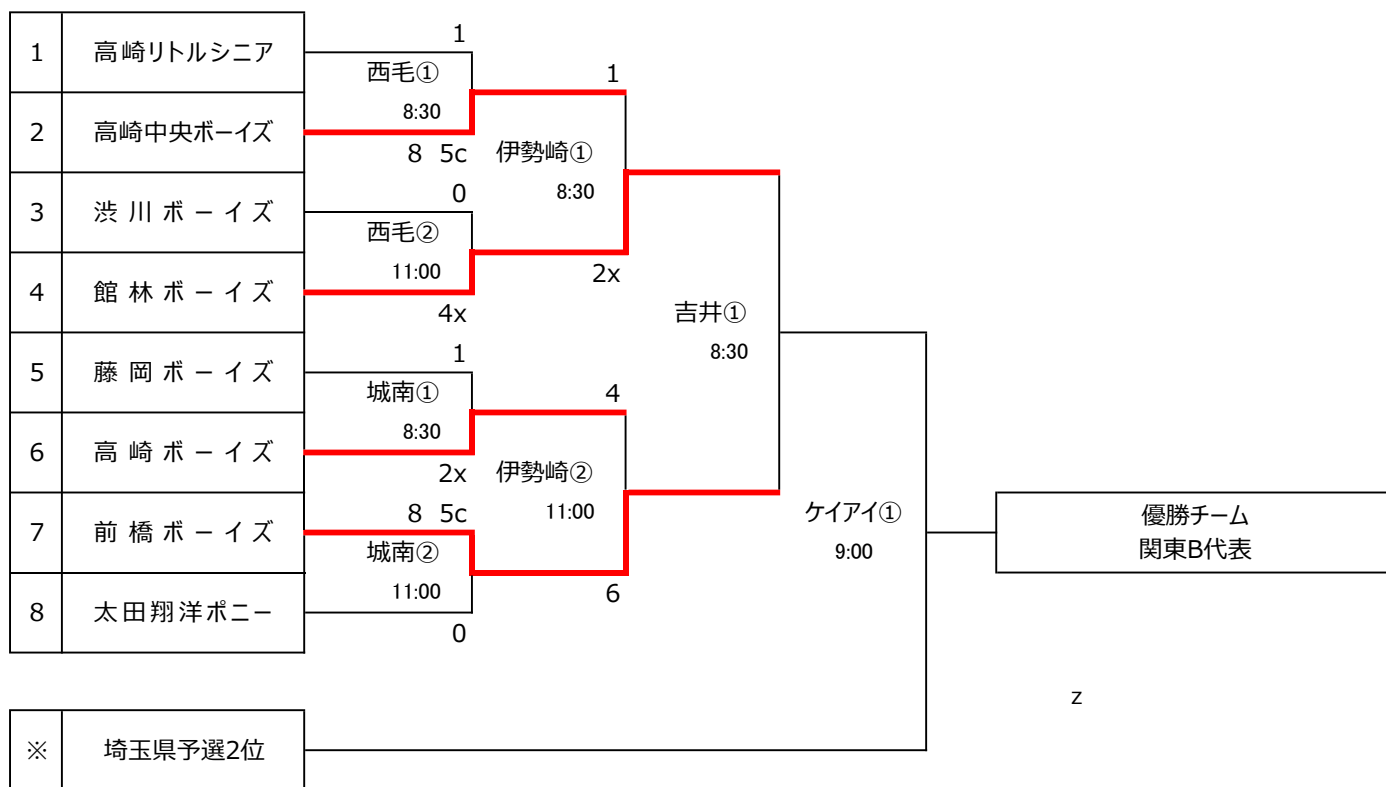 1 高崎リトルシニア
1
西毛①
1
8:30
2 高崎中央ボーイズ
8 5c
伊勢崎①
0
8:30
3 渋川ボーイズ
西毛②
11:00
2x
4 館林ボーイズ
4x
吉井①
1
8:30
5 藤岡ボーイズ
城南①
4
8:30
6 高崎ボーイズ
2x
伊勢崎②
8 5c
11:00
7 前橋ボーイズ
ケイアイ①
優勝チーム
城南②
9:00
関東B代表
11:00
6
8 太田翔洋ポニー
0
z
※ 埼玉県予選2位